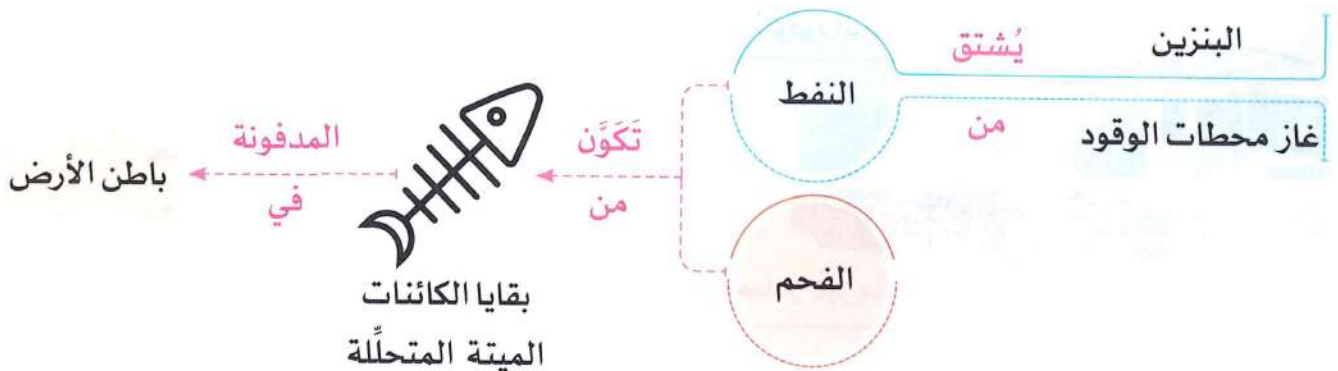 البنزين
يُشتق
من
غاز محطات الوقود
النفط
الفحم
تَكَوَّن
من
بقايا الكائنات
الميتة المتحلِّلة
المدفونة
في
باطن الأرض